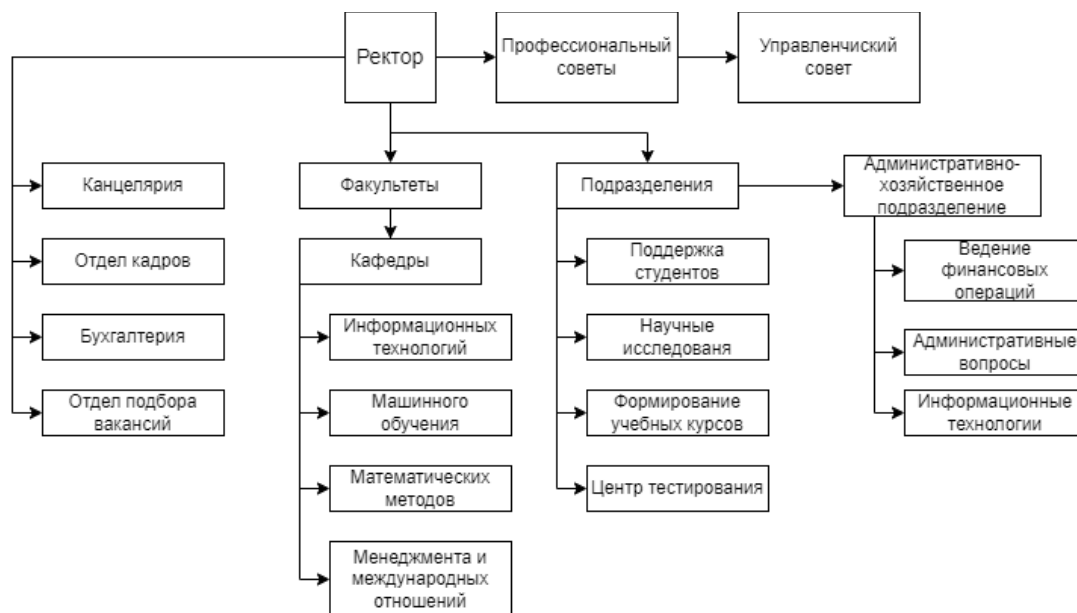 Ректор
Профессиональный
советы
Управленчиский
совет
Канцелярия
Факультеты
Подразделения
Административно-
хозяйственное
подразделение
Отдел кадров
Кафедры
Поддержка
студентов
Ведение
финансовых
операций
Бухгалтерия
Информационных
технологий
Научные
исследованя
Административные
вопросы
Отдел подбора
вакансий
Машинного
обучения
Формирование
учебных курсов
Информационные
технологии
Математических
методов
Центр тестирования
Менеджмента и
международных
отношений